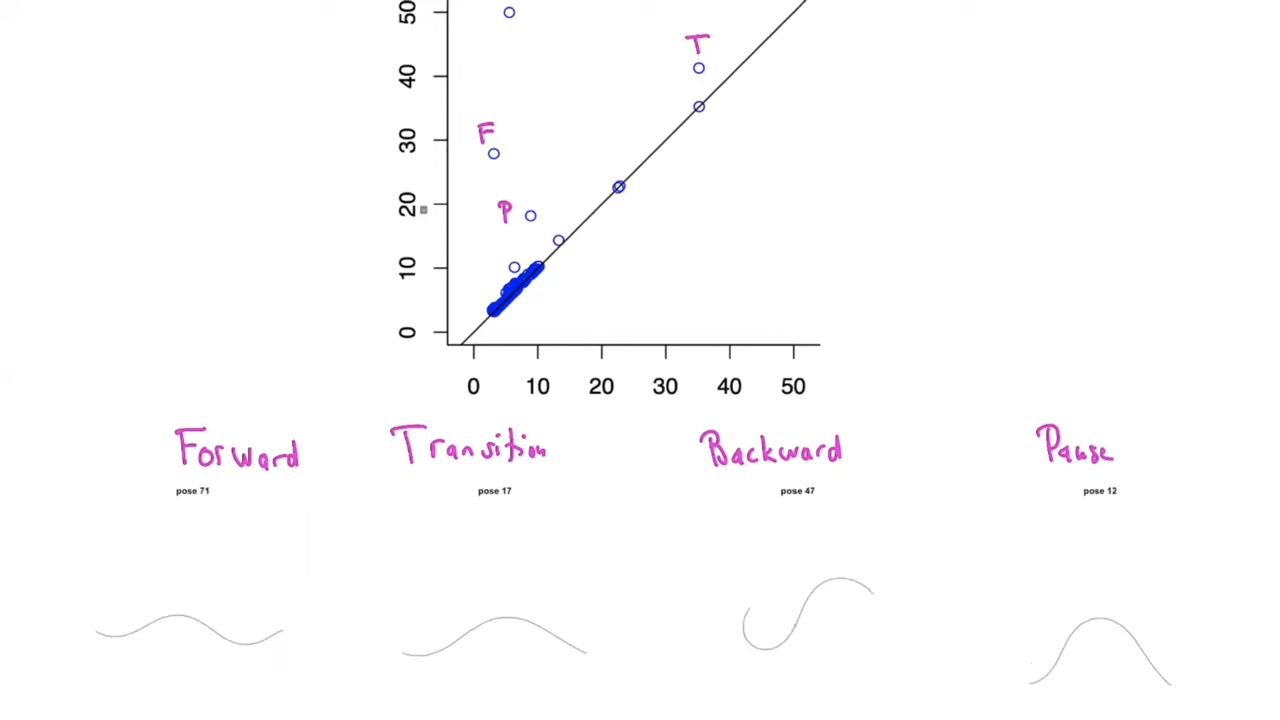 50
T
40
F
30
P
20
10
0
0 10 20 30 40 50
Forward Transition Backward Pause
pose 71 pose 17 pose 47 pose 12